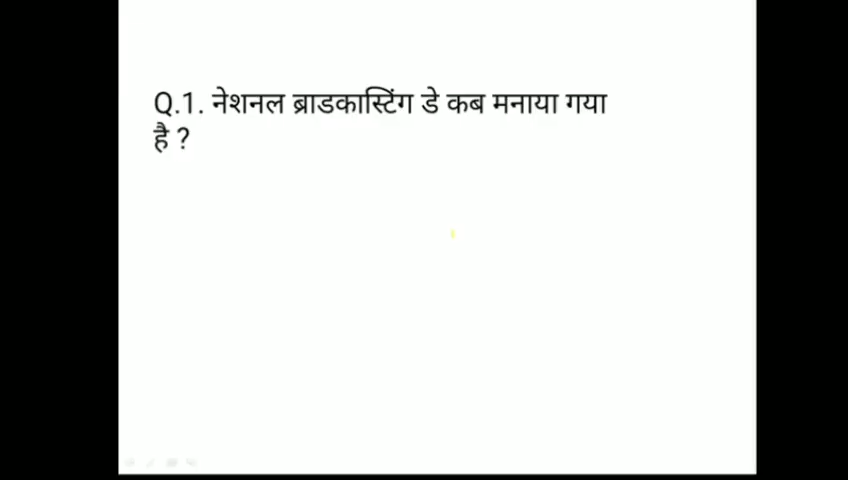 Q.1. नेशनल ब्राडकास्टिंग डे कब मनाया गया
है ?